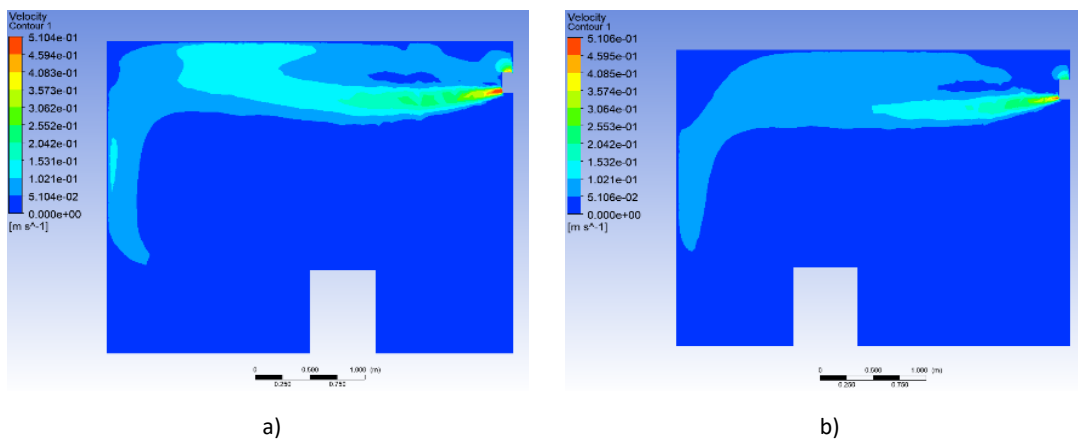 Velocity
Contour 1
5.104e-01
4.594e-01
4.083e-01
3.573e-01
3.062e-01
2.552e-01
2.042e-01
1.531e-01
1.021e-01
5.104e-02
0.000e+00
[m s^-1]
0 0.500 1.000 (m)
0.250 0.750
a)
Velocity
Contour 1
5.106e-01
4.595e-01
4.085e-01
3.574e-01
3.064e-01
2.553e-01
2.042e-01
1.532e-01
1.021e-01
5.106e-02
0.000e+00
[m s^-1]
0 0.500 1.000 (m)
0.250 0.750
b)